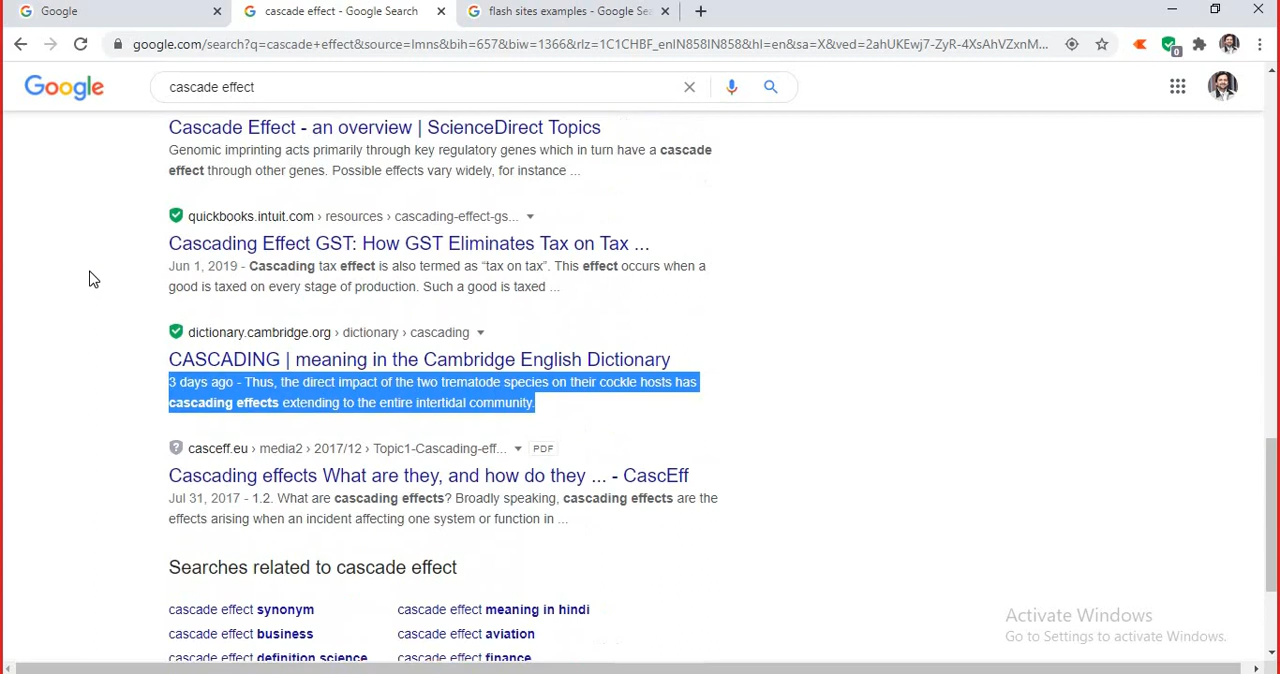 Google
cascade effect - Google Search
flash sites examples - Google Sea
google.com/search?q=cascade+effect&source=lmns&bih=657&biw=1366&rlz=1C1CHBF_enIN858IN858&hl=en&sa=X&ved=2ahUKEwj7-ZyR-4XsAhVZxnM...
0
Google
cascade effect
Cascade Effect - an overview | ScienceDirect Topics
Genomic imprinting acts primarily through key regulatory genes which in turn have a cascade
effect through other genes. Possible effects vary widely, for instance ...
quickbooks.intuit.com › resources › cascading-effect-gs...
Cascading Effect GST: How GST Eliminates Tax on Tax ...
Jun 1, 2019 - Cascading tax effect is also termed as “tax on tax”. This effect occurs when a
good is taxed on every stage of production. Such a good is taxed ...
dictionary.cambridge.org › dictionary › cascading
CASCADING | meaning in the Cambridge English Dictionary
3 days ago - Thus, the direct impact of the two trematode species on their cockle hosts has
cascading effects extending to the entire intertidal community.
casceff.eu › media2 › 2017/12 › Topic1-Cascading-eff... PDF
Cascading effects What are they, and how do they ... - CascEff
Jul 31, 2017 - 1.2. What are cascading effects? Broadly speaking, cascading effects are the
effects arising when an incident affecting one system or function in ...
Searches related to cascade effect
cascade effect synonym
cascade effect meaning in hindi
cascade effect business
cascade effect aviation
cascade effect definition science
cascade effect finance
Activate Windows
Go to Settings to activate Windows.